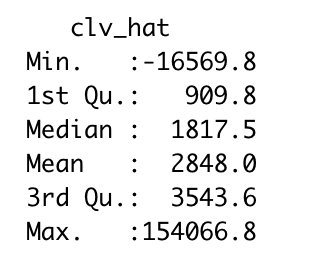 clv_hat
Min.   :-16569.8
1st Qu.:   909.8
Median :  1817.5
Mean   :  2848.0
3rd Qu.:  3543.6
Max.   :154066.8